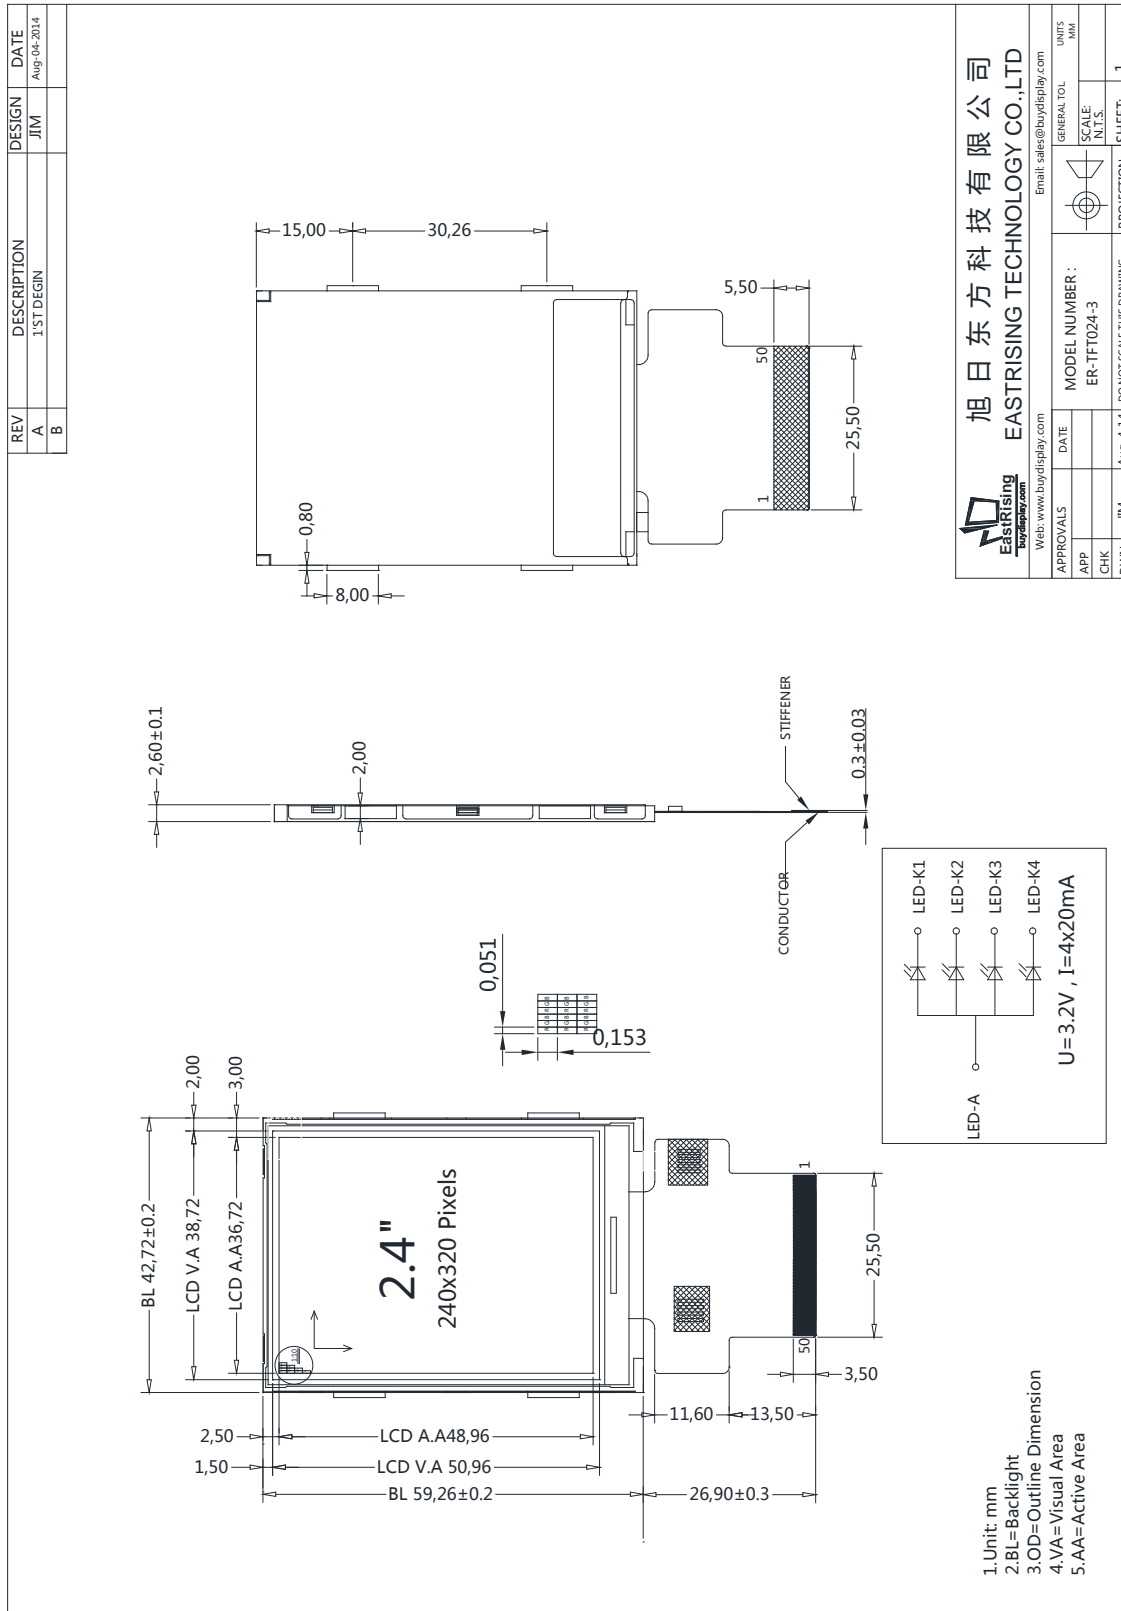 REV DESCRIPTION DESIGN DATE
A 1'ST DEGIN JIM Aug-04-2014
B
15,00
30,26
5,50
50
1
25,50
0,80
8,00
2,60±0.1
2,00
STIFFENER
CONDUCTOR
0.3±0.03
0,051
0,153
R G B R G B
R G B R G B
R G B R G B
BL 42,72±0.2
LCD V.A 38,72
LCD A.A36,72
2,00
3,00
2.4"
240x320 Pixels
1
50
25,50
3,50
11,60
13,50
2,50
LCD A.A48,96
1,50
LCD V.A 50,96
BL 59,26±0.2
26,90±0.3
LED-A
LED-K1
LED-K2
LED-K3
LED-K4
U=3.2V , I=4x20mA
1.Unit: mm
2.BL=Backlight
3.OD=Outline Dimension
4.VA=Visual Area
5.AA=Active Area
EastRising
buydisplay.com
旭日东方科技有限公司
EASTRISING TECHNOLOGY CO.,LTD
Web: www.buydisplay.com Email: sales@buydisplay.com
APPROVALS DATE
APP
CHK
MODEL NUMBER :
ER-TFT024-3
GENERAL TOL UNITS
MM
SCALE:
N.T.S.